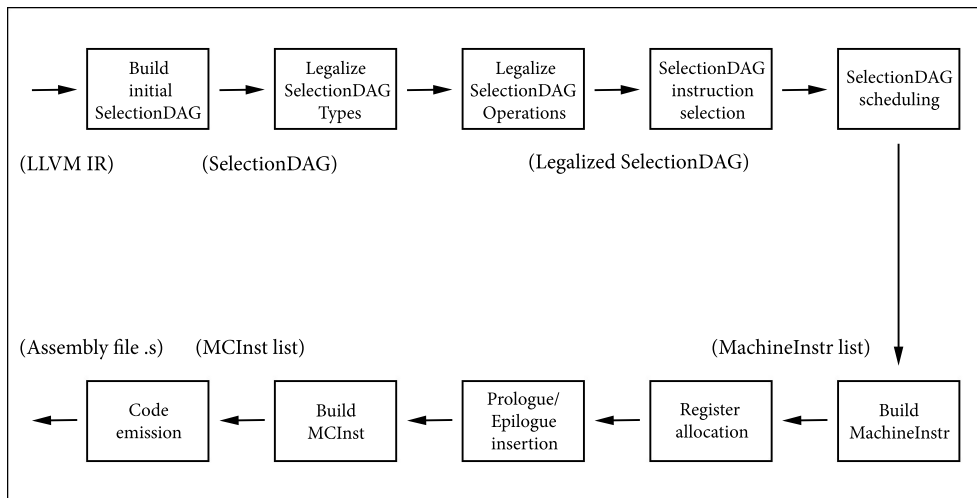 Build
initial
SelectionDAG
Legalize
SelectionDAG
Types
Legalize
SelectionDAG
Operations
SelectionDAG
instruction
selection
SelectionDAG
scheduling
(LLVM IR)
(SelectionDAG)
(Legalized SelectionDAG)
(Assembly file .s)
(MCInst list)
(MachineInstr list)
Code
emission
Build
MCInst
Prologue/
Epilogue
insertion
Register
allocation
Build
MachineInstr